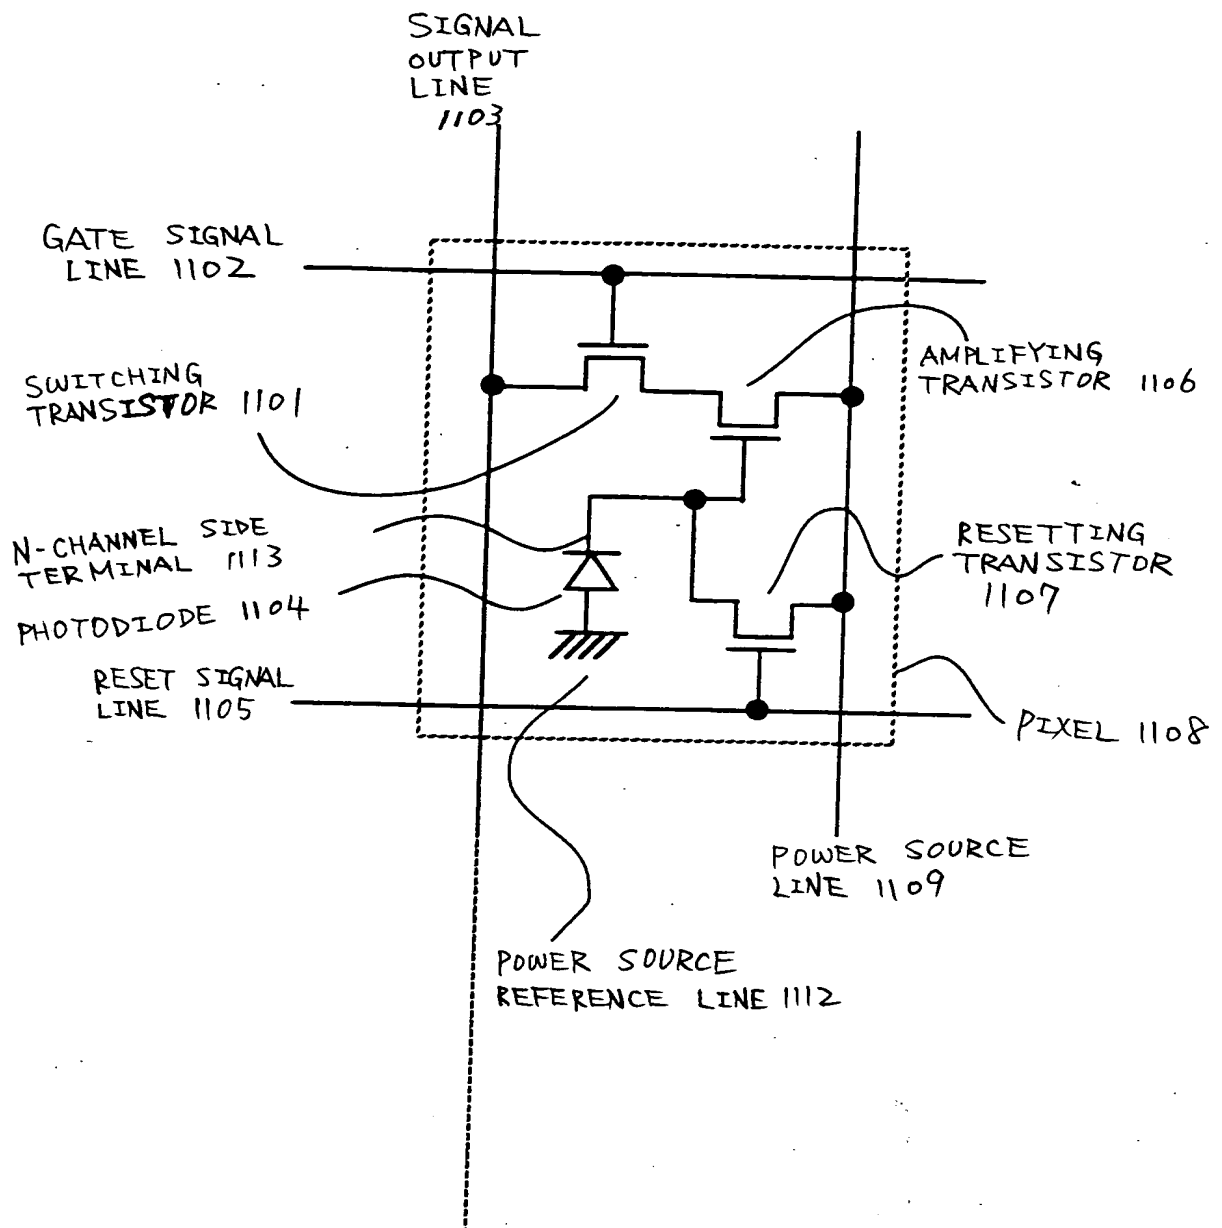 SIGNAL
OUTPUT
LINE
1103
GATE SIGNAL
LINE 1102
SWITCHING
TRANSISTOR 1101
AMPLIFYING
TRANSISTOR 1106
N-CHANNEL SIDE
TERMINAL 1113
RESETTING
TRANSISTOR
1107
PHOTODIODE 1104
RESET SIGNAL
LINE 1105
PIXEL 1108
POWER SOURCE
LINE 1109
POWER SOURCE
REFERENCE LINE 1112